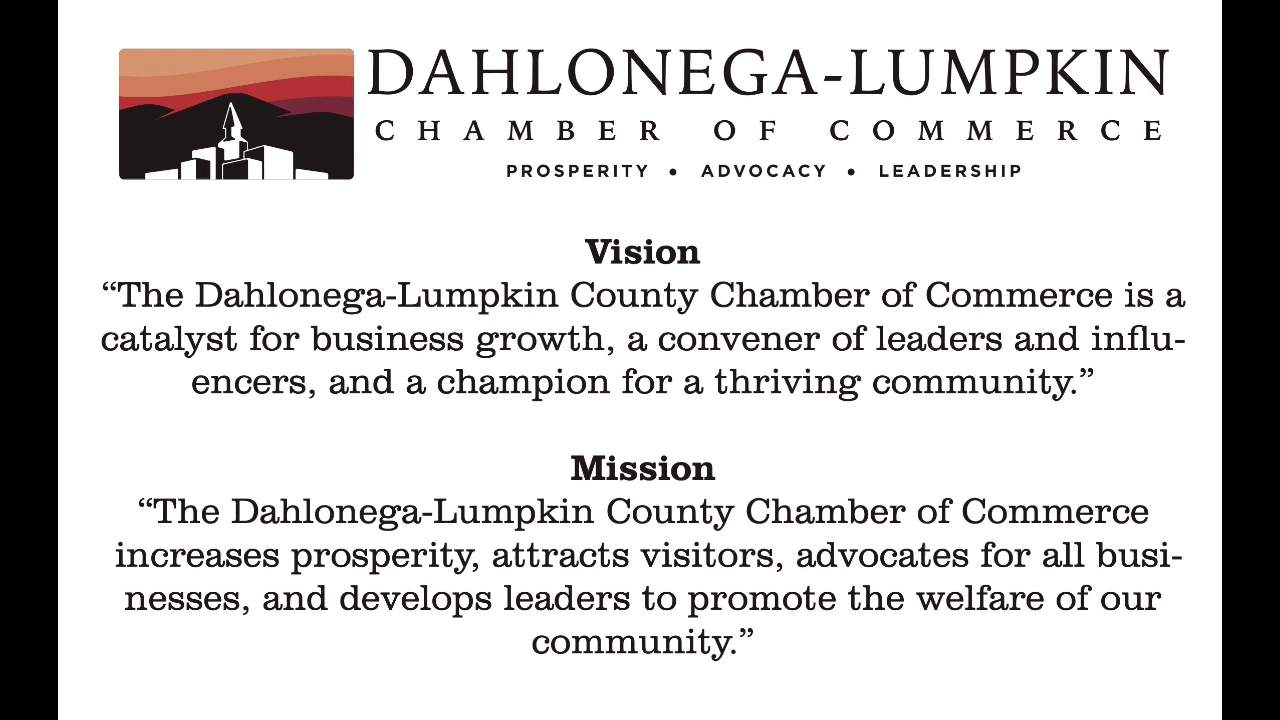 DAHLONEGA-LUMPKIN
CHAMBER OF COMMERCE
PROSPERITY • ADVOCACY • LEADERSHIP
Vision
“The Dahlonega-Lumpkin County Chamber of Commerce is a
catalyst for business growth, a convener of leaders and influ-
encers, and a champion for a thriving community.”
Mission
“The Dahlonega-Lumpkin County Chamber of Commerce
increases prosperity, attracts visitors, advocates for all busi-
nesses, and develops leaders to promote the welfare of our
community.”